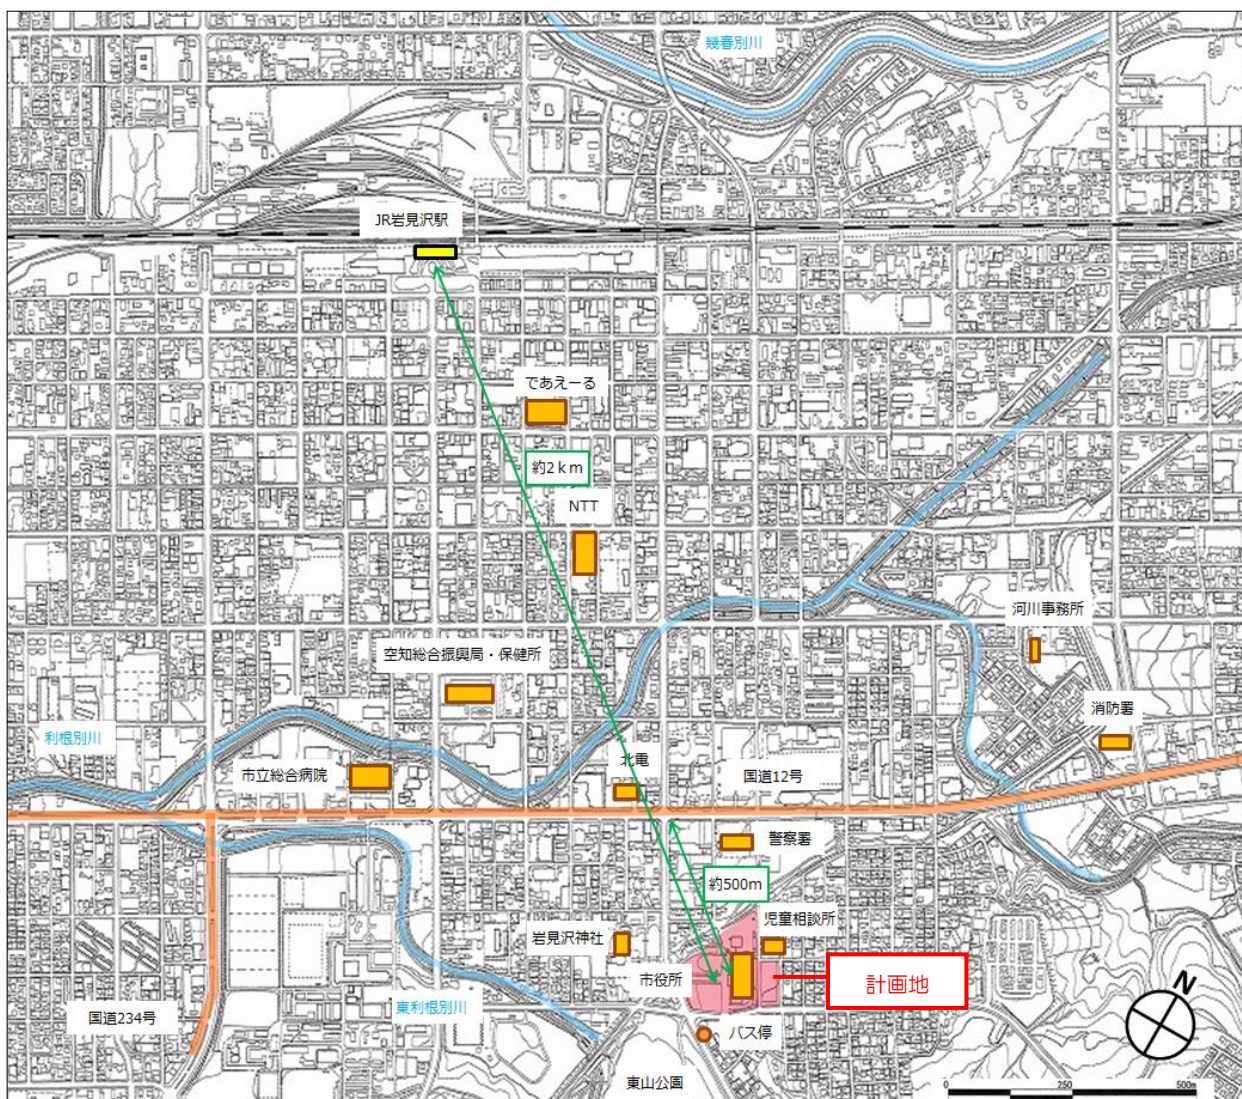 幾春別川
JR岩見沢駅
であえーる
約2ｋｍ
NTT
河川事務所
空知総合振興局・保健所
消防署
利根別川
北電
国道12号
市立総合病院
警察署
約500m
児童相談所
岩見沢神社
市役所
計画地
N
国道234号
東利根別川
バス停
東山公園
0
250
500m